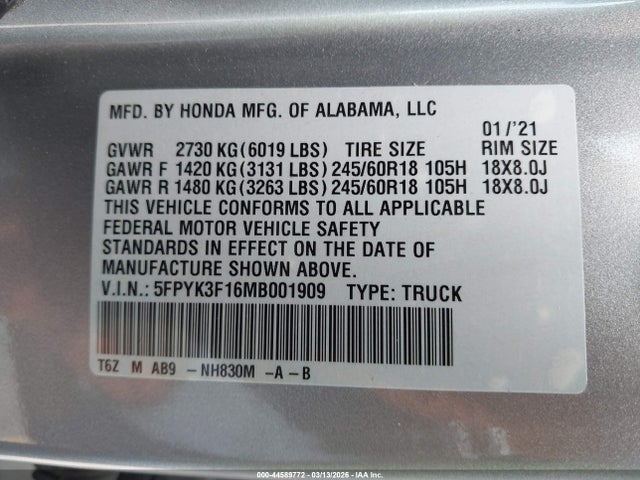 MFD. BY HONDA MFG. OF ALABAMA, LLC
01/'21
GVWR 2730 KG(6019 LBS) TIRE SIZE RIM SIZE
GAWR F 1420 KG(3131 LBS) 245/60R18 105H 18X8.0J
GAWR R 1480 KG(3263 LBS) 245/60R18 105H 18X8.0J
THIS VEHICLE CONFORMS TO ALL APPLICABLE
FEDERAL MOTOR VEHICLE SAFETY
STANDARDS IN EFFECT ON THE DATE OF
MANUFACTURE SHOWN ABOVE.
V.I.N.: 5FPYK3F16MB001909 TYPE: TRUCK
T6Z M AB9 -NH830M -A-B
000-44589772 - 03/13/2026 - IAA Inc.